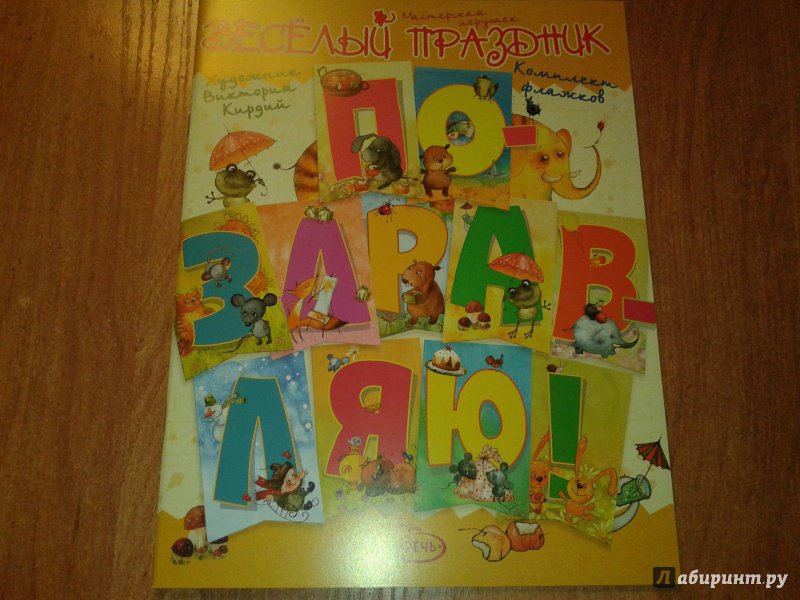 Мастерская
игрушек
ВЕСЁЛЫЙ ПРАЗДНИК
Художник
Виктория
Кирдий
Комплект
флажков
ПО-
ЗДРАВ-
ЛЯЮ!
РЕЧЬ
Лабиринт.ру